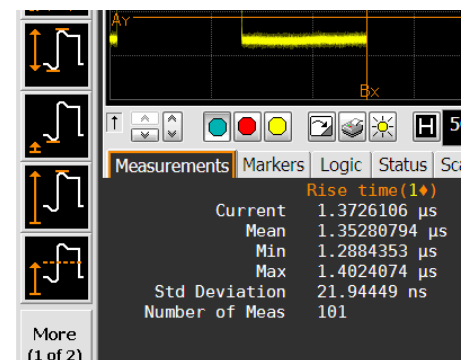 AY
BX
H 5
Measurements Markers Logic Status Sca
Rise time(1♦)
Current 1.3726106 µs
Mean 1.35280794 µs
Min 1.2884353 µs
Max 1.4024074 µs
Std Deviation 21.94449 ns
Number of Meas 101
More
(1 of 2)